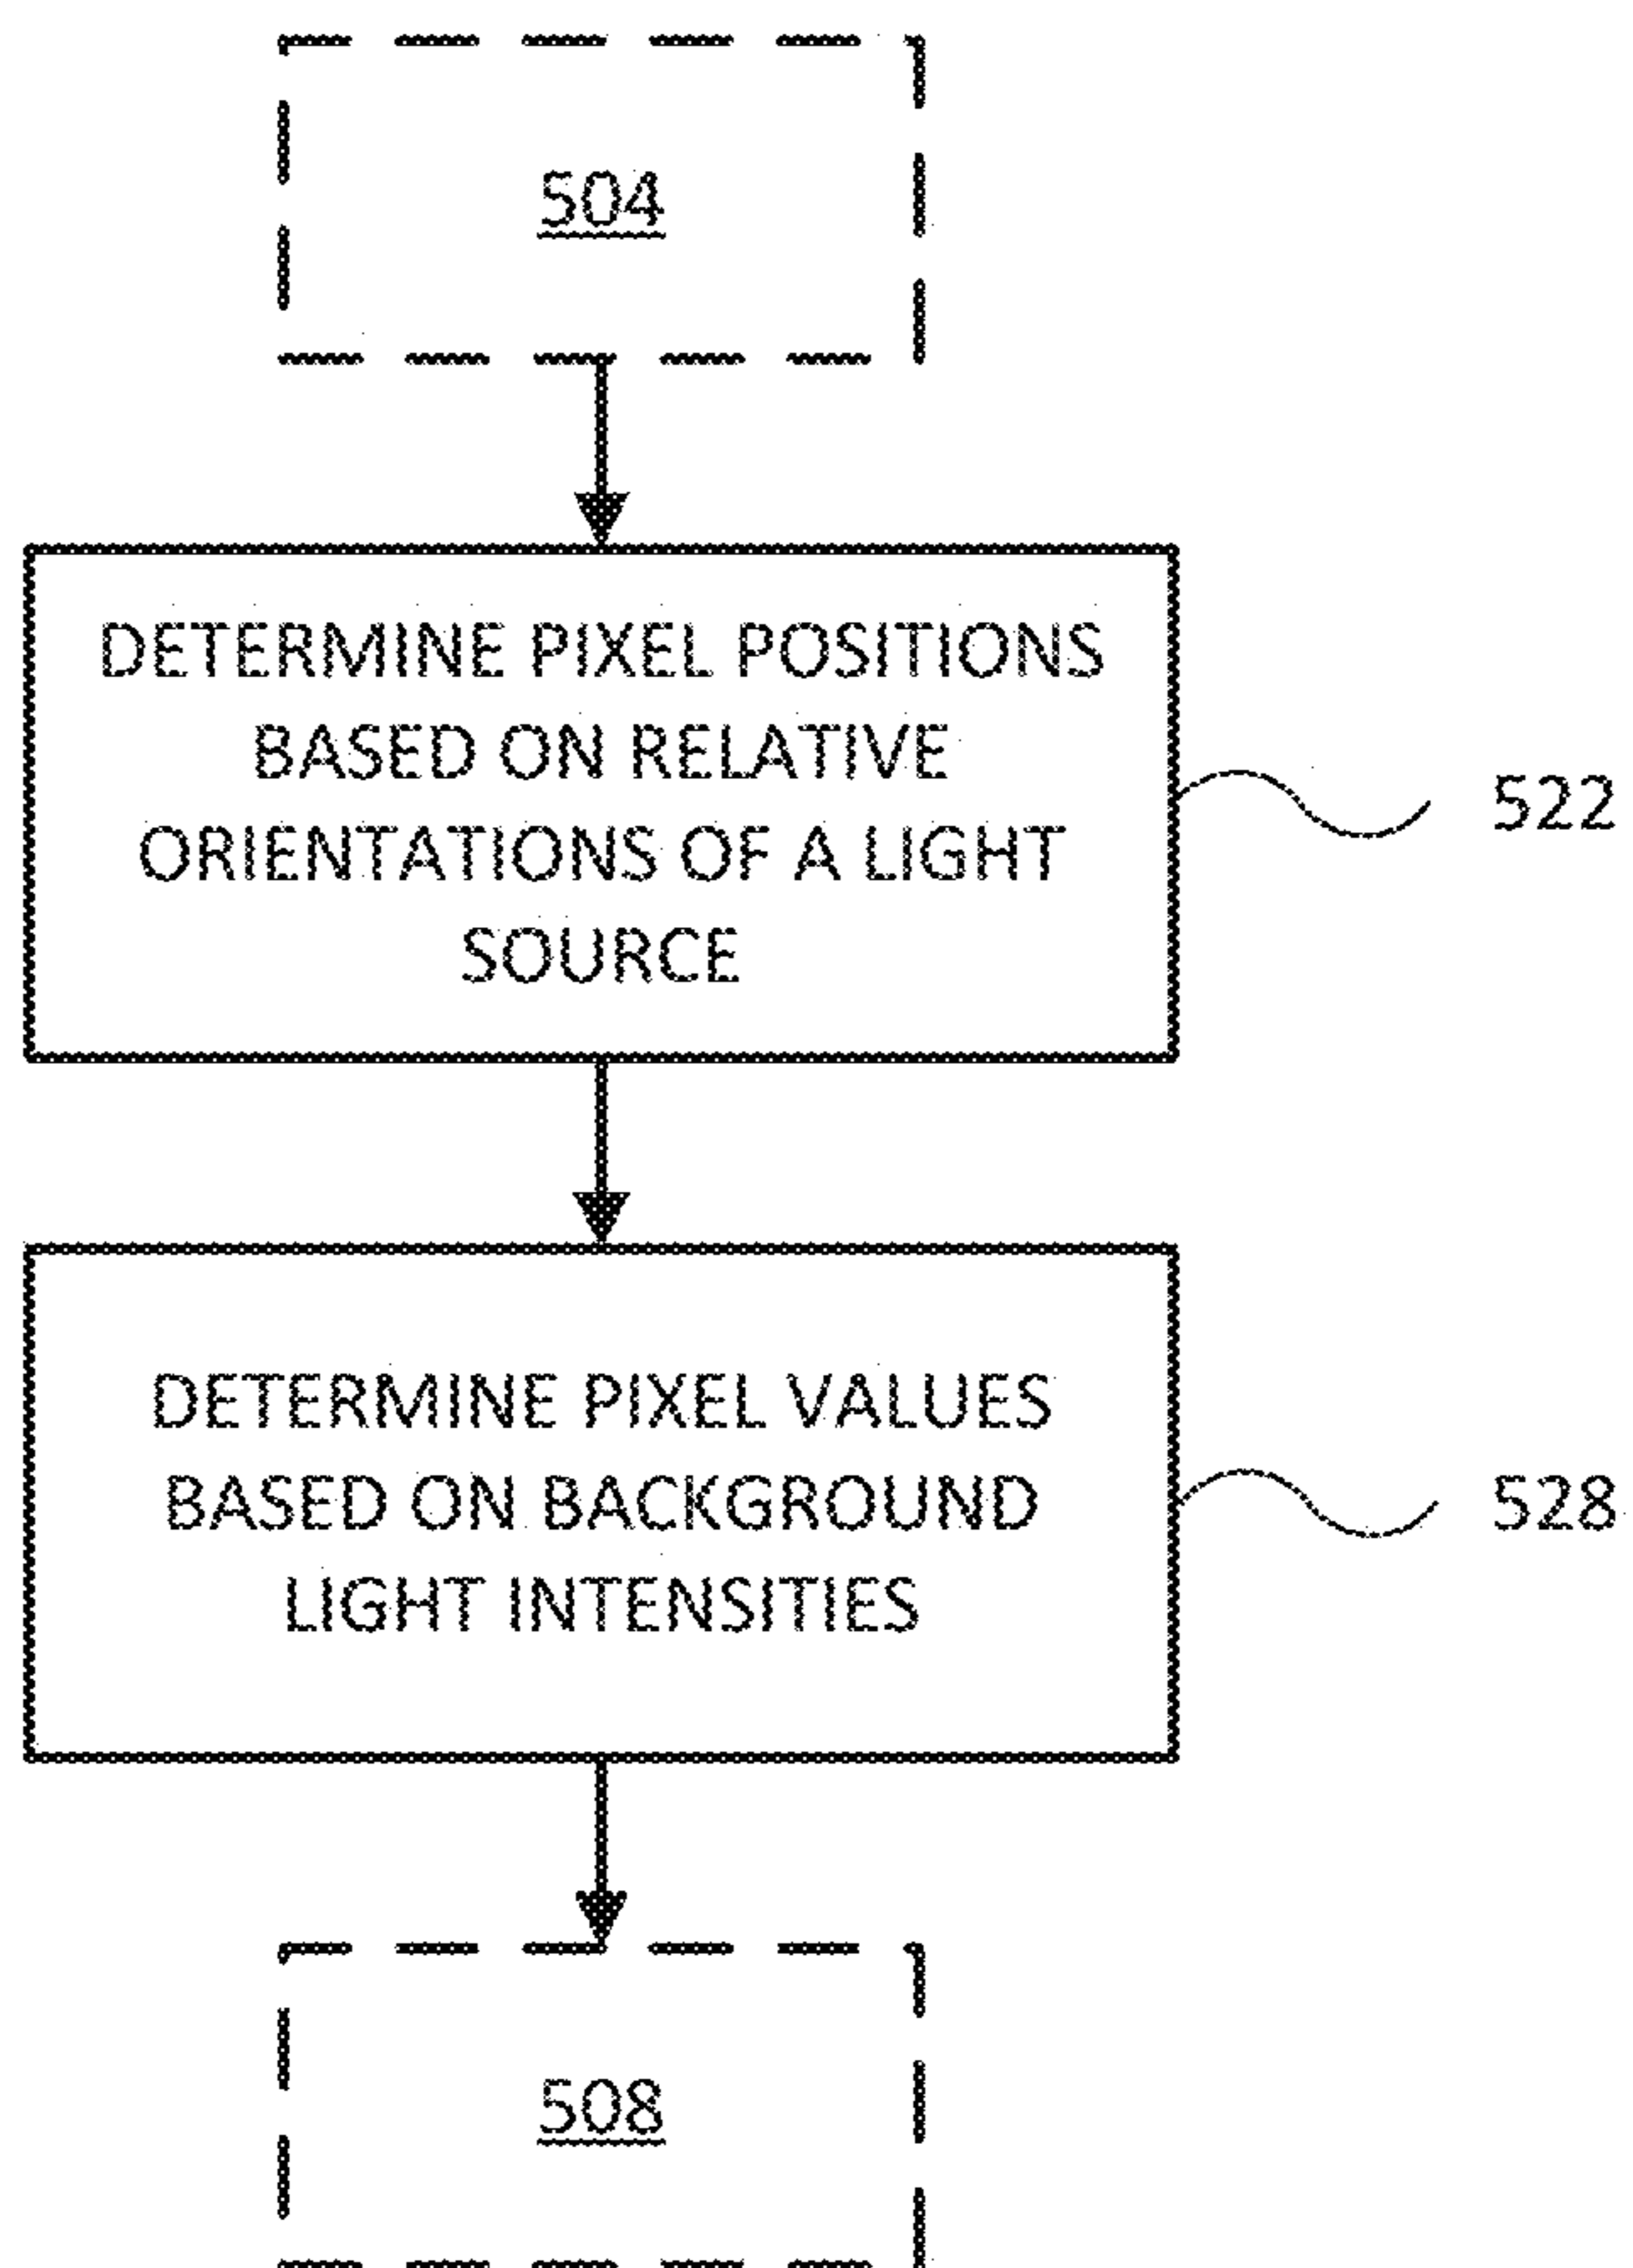 504
DETERMINE PIXEL POSITIONS
BASED ON RELATIVE
ORIENTATIONS OF A LIGHT
SOURCE
522
DETERMINE PIXEL VALUES
BASED ON BACKGROUND
LIGHT INTENSITIES
528
508